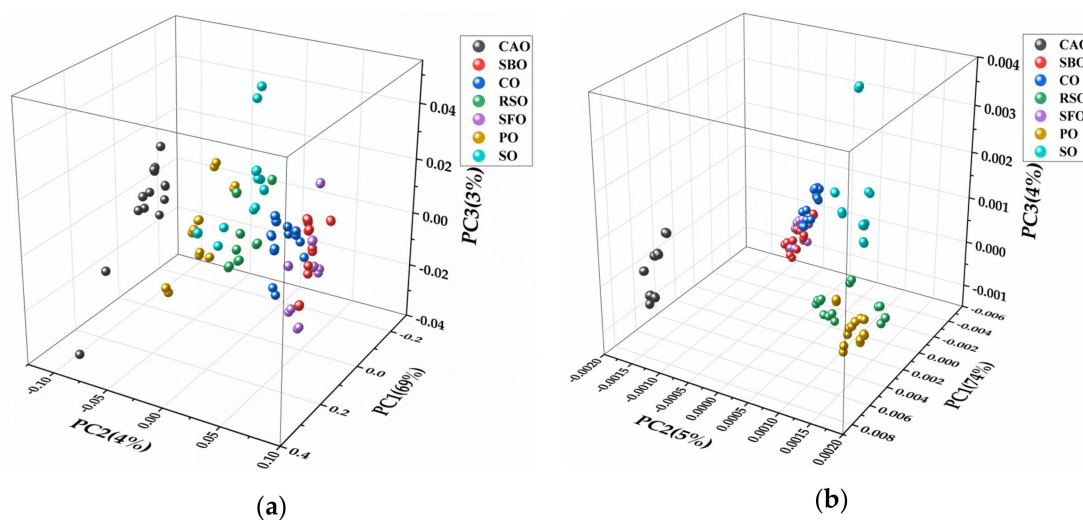 CAO
SBO
CO
RSO
SFO
PO
SO
0.04
0.02
0.00
-0.02
-0.04
PC3(3%)
-0.2
0.0
0.2
0.4
PC1(69%)
-0.10
-0.05
0.00
0.05
0.10
PC2(4%)
(a)
CAO
SBO
CO
RSO
SFO
PO
SO
0.004
0.003
0.002
0.001
0.000
-0.001
PC3(4%)
-0.006
-0.004
-0.002
0.000
0.002
0.004
0.006
0.008
PC1(74%)
-0.0020
-0.0015
-0.0010
-0.0005
0.0000
0.0005
0.0010
0.0015
0.0020
PC2(5%)
(b)